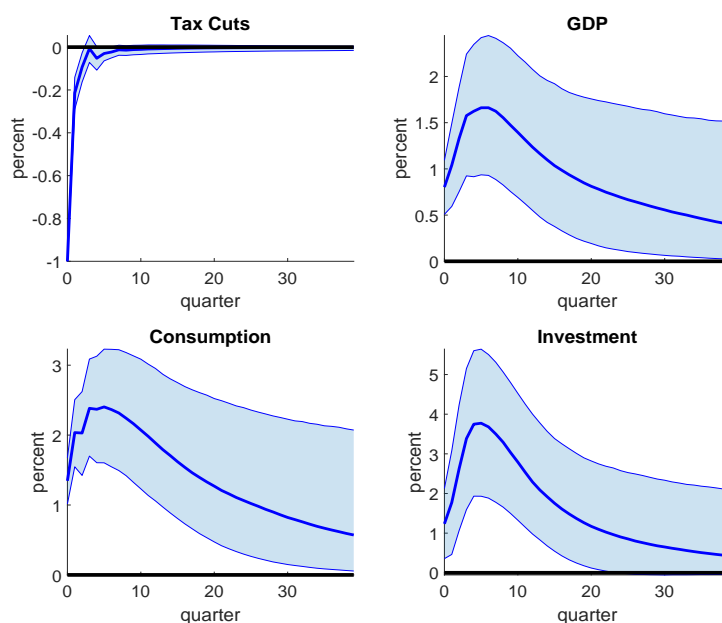 Tax Cuts
0
-0.2
-0.4
-0.6
-0.8
-1
percent
0 10 20 30
quarter
GDP
2
1.5
1
0.5
0
percent
0 10 20 30
quarter
Consumption
3
2
1
0
percent
0 10 20 30
quarter
Investment
5
4
3
2
1
0
percent
0 10 20 30
quarter